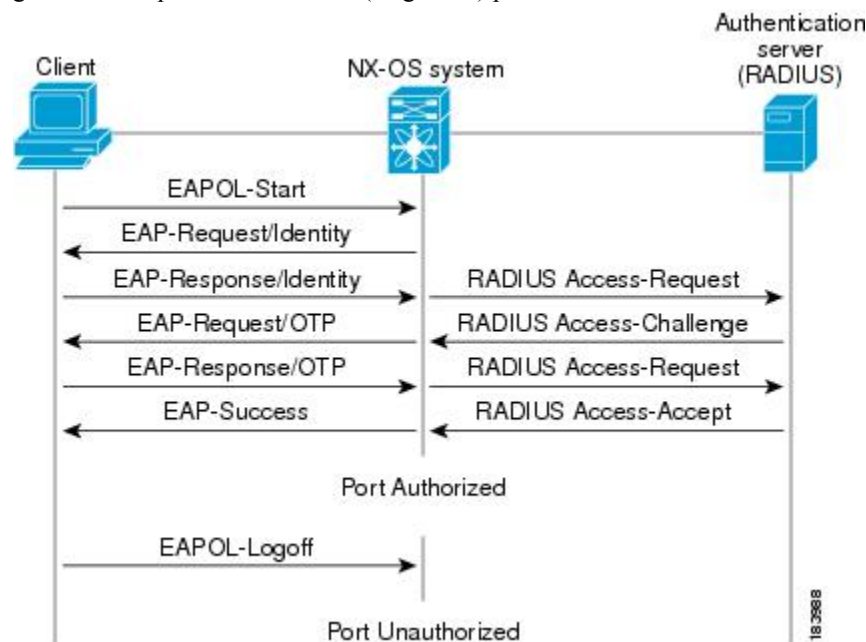 Authentication
server
(RADIUS)
Client
NX-OS system
EAPOL-Start
EAP-Request/Identity
EAP-Response/Identity
RADIUS Access-Request
EAP-Request/OTP
RADIUS Access-Challenge
EAP-Response/OTP
RADIUS Access-Request
EAP-Success
RADIUS Access-Accept
Port Authorized
EAPOL-Logoff
Port Unauthorized
183988